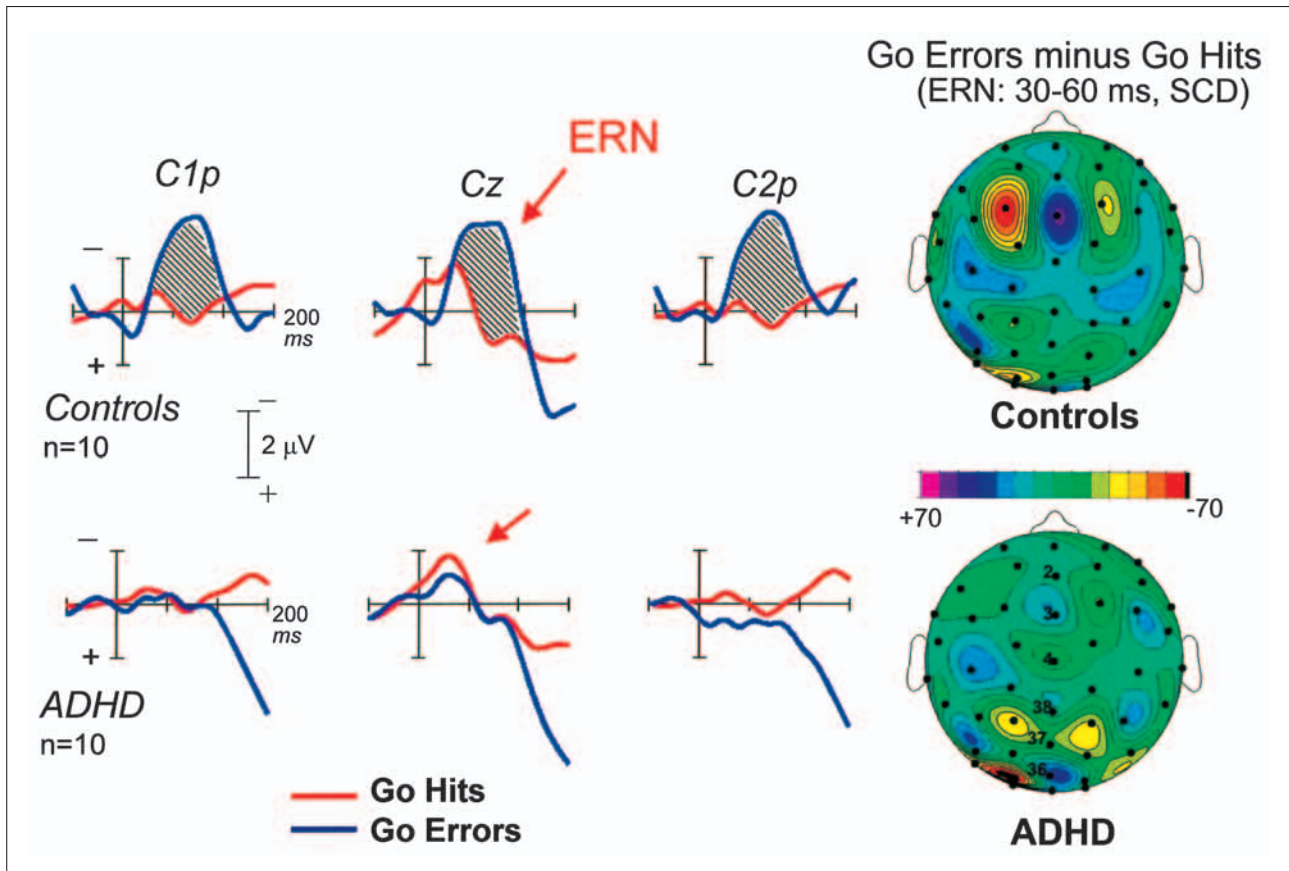 Go Errors minus Go Hits
(ERN: 30-60 ms, SCD)
ERN
C1p
Cz
C2p
−
+
200
ms
Controls
n=10
−
2 μV
+
Controls
+70
-70
−
+
200
ms
ADHD
n=10
2
3
4
38
37
36
Go Hits
Go Errors
ADHD